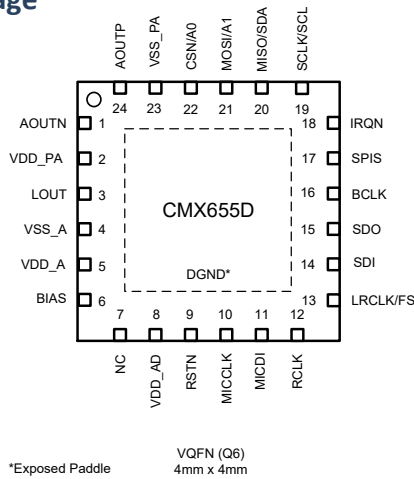 age
AOUTP
VSS_PA
CSN/A0
MOSI/A1
MISO/SDA
SCLK/SCL
24 23 22 21 20 19
AOUTN 1 18 IRQN
VDD_PA 2 17 SPIS
LOUT 3 16 BCLK
CMX655D
VSS_A 4 15 SDO
VDD_A 5 14 SDI
DGND*
BIAS 6 13 LRCLK/FS
7 8 9 10 11 12
NC
VDD_AD
RSTN
MICCLK
MICDI
RCLK
VQFN (Q6)
*Exposed Paddle 4mm x 4mm